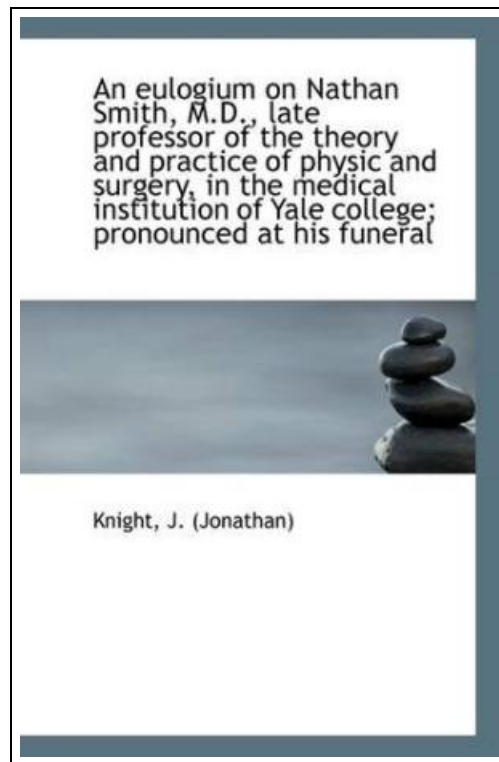 An eulogium on Nathan
Smith, M.D., late
professor of the theory
and practice of physic and
surgery, in the medical
institution of Yale college;
pronounced at his funeral
Knight, J. (Jonathan)